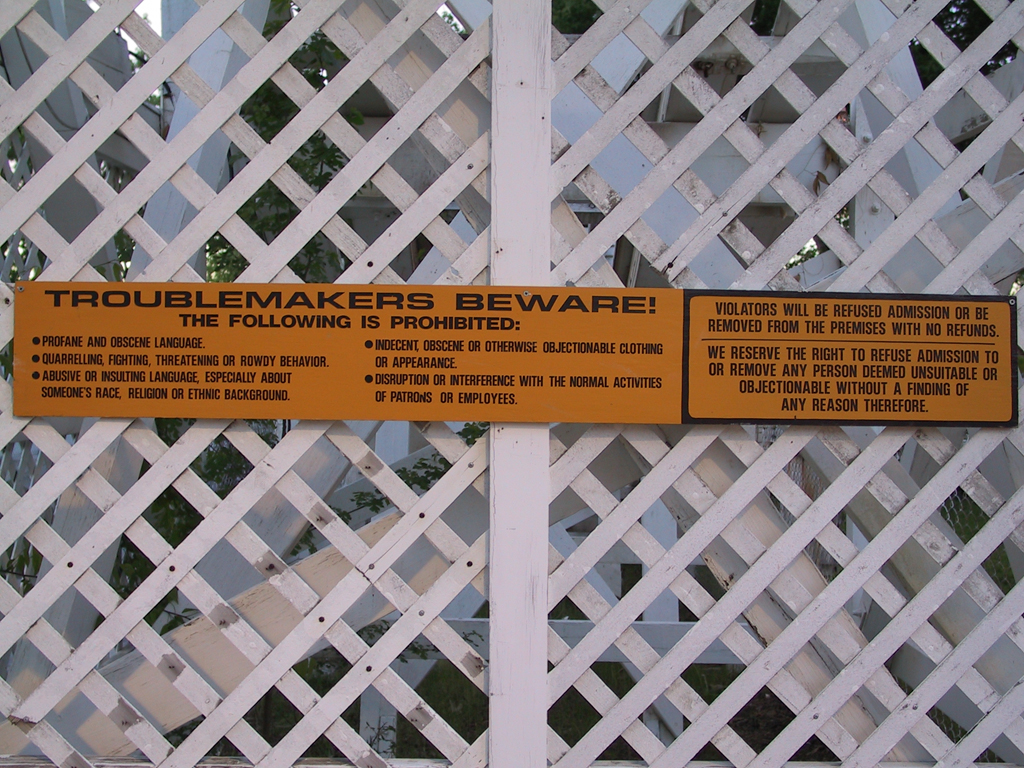 TROUBLEMAKERS BEWARE!
THE FOLLOWING IS PROHIBITED:
● PROFANE AND OBSCENE LANGUAGE.
● QUARRELLING, FIGHTING, THREATENING OR ROWDY BEHAVIOR.
● ABUSIVE OR INSULTING LANGUAGE, ESPECIALLY ABOUT
SOMEONE'S RACE, RELIGION OR ETHNIC BACKGROUND.
● INDECENT, OBSCENE OR OTHERWISE OBJECTIONABLE CLOTHING
OR APPEARANCE.
● DISRUPTION OR INTERFERENCE WITH THE NORMAL ACTIVITIES
OF PATRONS OR EMPLOYEES.
VIOLATORS WILL BE REFUSED ADMISSION OR BE
REMOVED FROM THE PREMISES WITH NO REFUNDS.
WE RESERVE THE RIGHT TO REFUSE ADMISSION TO
OR REMOVE ANY PERSON DEEMED UNSUITABLE OR
OBJECTIONABLE WITHOUT A FINDING OF
ANY REASON THEREFORE.